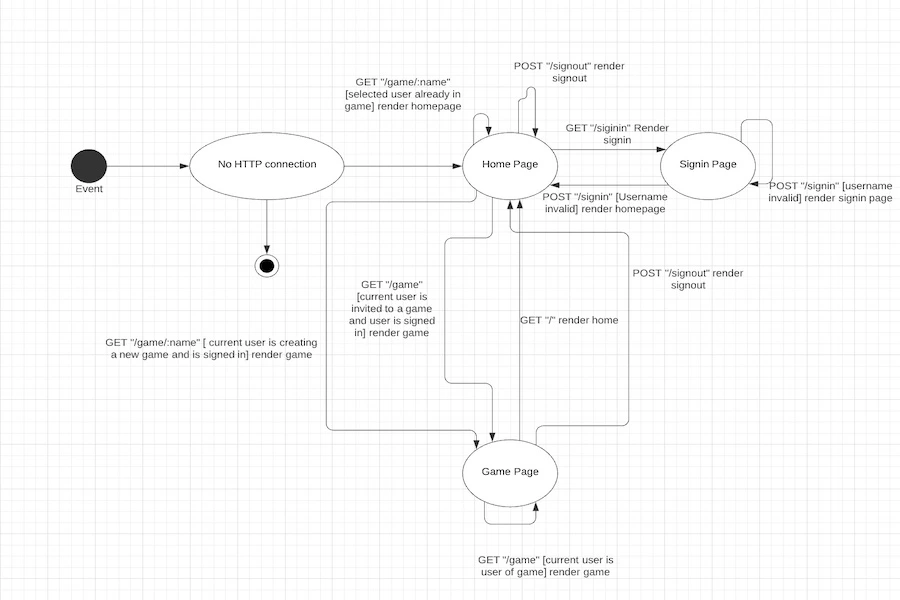 POST "/signout" render
signout
GET "/game/:name"
[selected user already in
game] render homepage
GET "/siginin" Render
signin
No HTTP connection
Home Page
Signin Page
Event
POST "/signin" [username
invalid] render signin page
POST "/signin" [Username
invalid] render homepage
POST "/signout" render
signout
GET "/game"
[current user is
invited to a game
and user is signed
in] render game
GET "/" render home
GET "/game/:name" [ current user is creating
a new game and is signed in] render game
Game Page
GET "/game" [current user is
user of game] render game